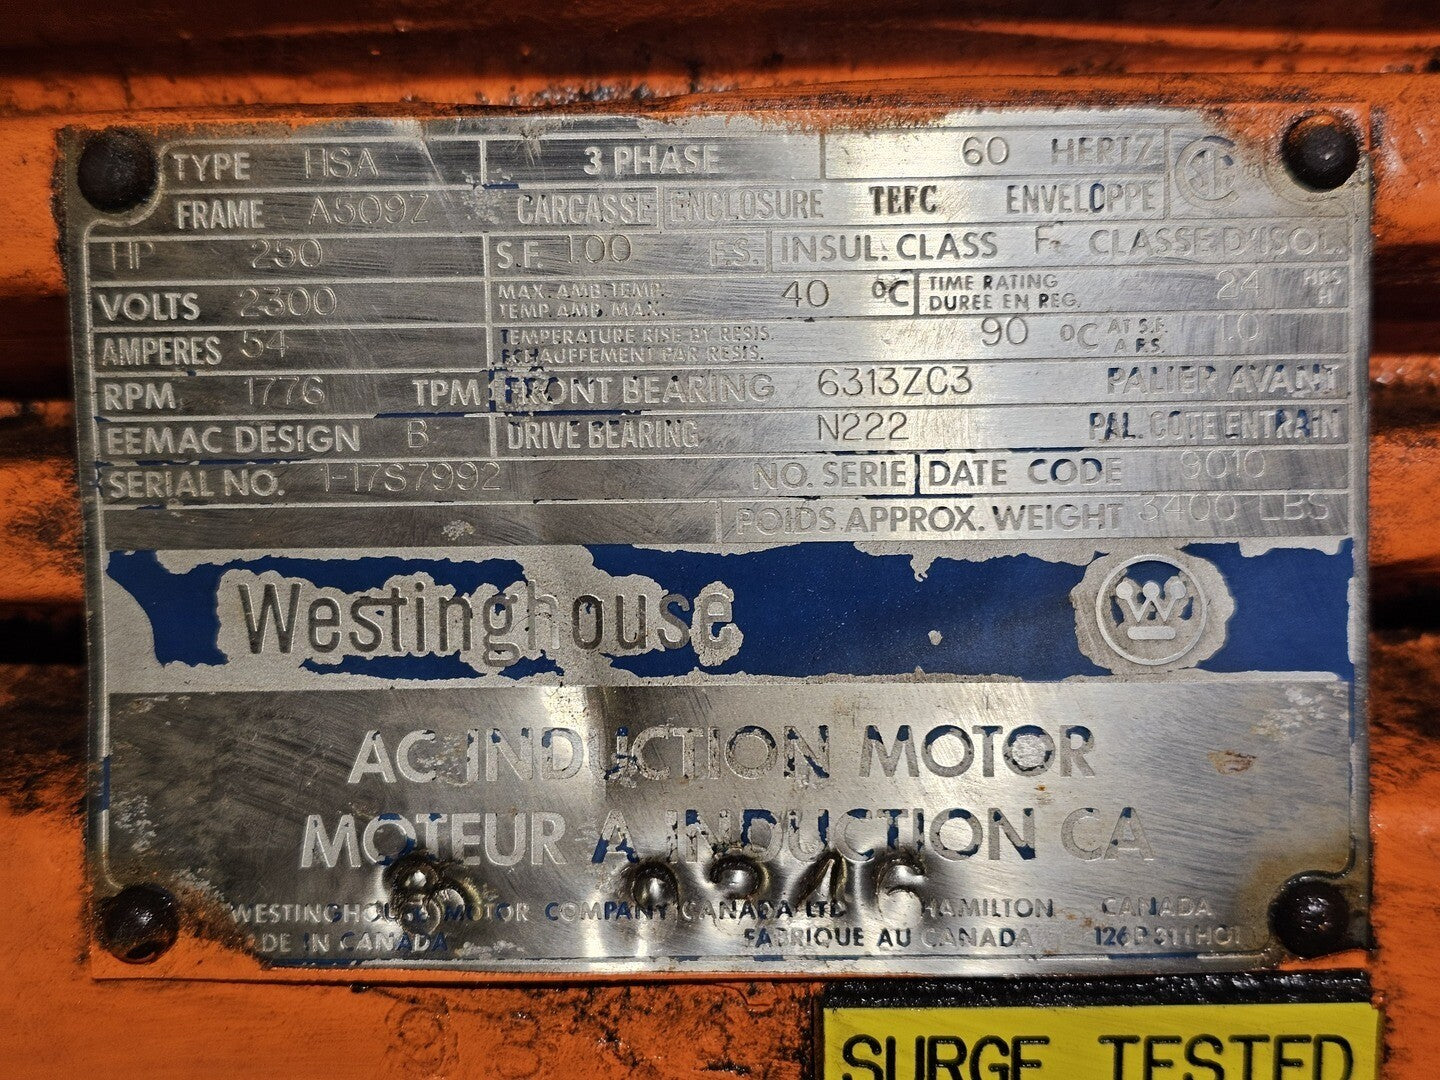 TYPE HSA 3 PHASE 60 HERTZ
FRAME A509Z CARCASSE ENCLOSURE TEFC ENVELOPPE
HP 250 S.F. 1.00 F.S. INSUL. CLASS F CLASSE D'ISOL.
VOLTS 2300 MAX. AMB. TEMP. TEMP. AMB. MAX. 40 °C TIME RATING DUREE EN REG. 24 HRS H
AMPERES 54 TEMPERATURE RISE BY RESIS. ECHAUFFEMENT PAR RESIS. 90 °C AT S.F. A F.S. 1.0
RPM 1776 TPM FRONT BEARING 6313ZC3 PALIER AVANT
EEMAC DESIGN B DRIVE BEARING N222 PAL. COTE ENTRAIN
SERIAL NO. 1-17S7992 NO. SERIE DATE CODE 9010
POIDS APPROX. WEIGHT 3400 LBS
Westinghouse W
AC INDUCTION MOTOR
MOTEUR A INDUCTION CA
8 0346
WESTINGHOUSE MOTOR COMPANY CANADA LTD HAMILTON CANADA
MADE IN CANADA FABRIQUE AU CANADA
SURGE TESTED